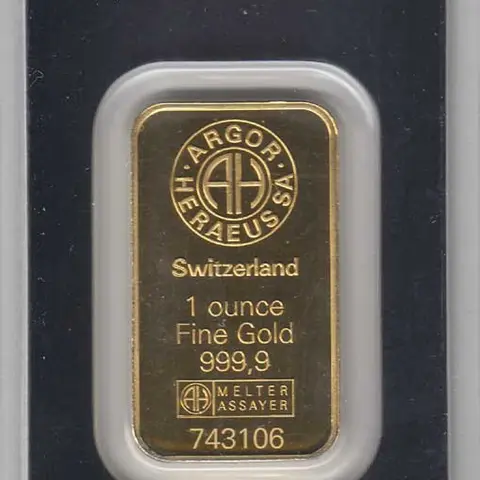 · ARGOR · HERAEUS SA
AH
Switzerland
1 ounce
Fine Gold
999,9
AH MELTER
ASSAYER
743106